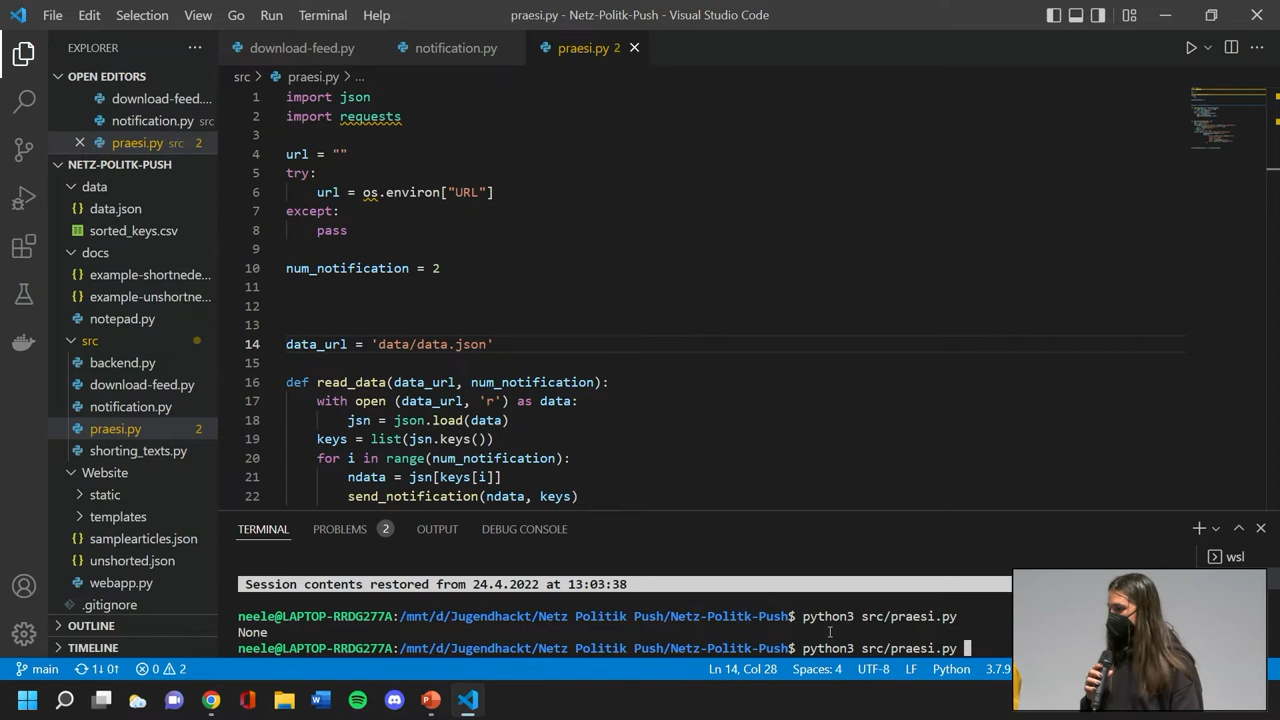 File Edit Selection View Go Run Terminal Help praesi.py - Netz-Politk-Push - Visual Studio Code
EXPLORER
OPEN EDITORS
download-feed....
notification.py src
praesi.py src 2
NETZ-POLITK-PUSH
data
data.json
sorted_keys.csv
docs
example-shortnede...
example-unshortne...
notepad.py
src
backend.py
download-feed.py
notification.py
praesi.py 2
shorting_texts.py
Website
static
templates
samplearticles.json
unshorted.json
webapp.py
.gitignore
OUTLINE
TIMELINE
download-feed.py notification.py praesi.py 2
src > praesi.py > ...
1 import json
2 import requests
3
4 url = ""
5 try:
6 url = os.environ["URL"]
7 except:
8 pass
9
10 num_notification = 2
11
12
13
14 data_url = 'data/data.json'
15
16 def read_data(data_url, num_notification):
17 with open (data_url, 'r') as data:
18 jsn = json.load(data)
19 keys = list(jsn.keys())
20 for i in range(num_notification):
21 ndata = jsn[keys[i]]
22 send_notification(ndata, keys)
TERMINAL PROBLEMS 2 OUTPUT DEBUG CONSOLE
wsl
Session contents restored from 24.4.2022 at 13:03:38
neele@LAPTOP-RRDG277A:/mnt/d/Jugendhackt/Netz Politik Push/Netz-Politk-Push$ python3 src/praesi.py
None
neele@LAPTOP-RRDG277A:/mnt/d/Jugendhackt/Netz Politik Push/Netz-Politk-Push$ python3 src/praesi.py
main 1↓0↑ 0 2 Ln 14, Col 28 Spaces: 4 UTF-8 LF Python 3.7.9